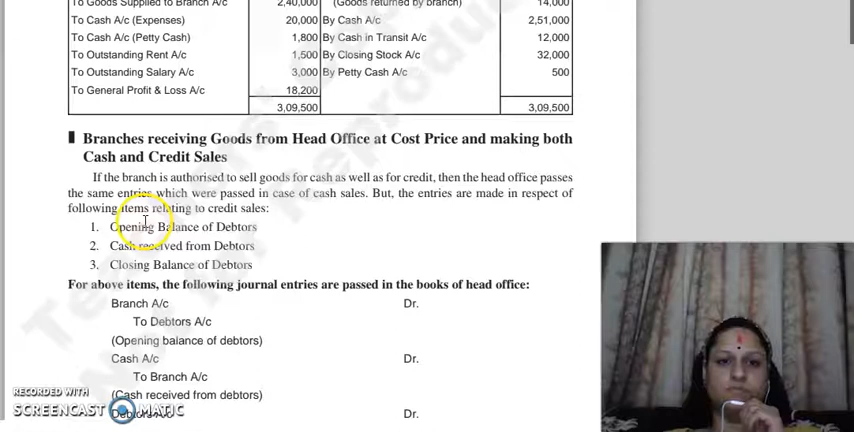 To Goods Supplied to Branch A/c 2,40,000 (Goods returned by branch) 14,000
To Cash A/c (Expenses) 20,000 By Cash A/c 2,51,000
To Cash A/c (Petty Cash) 1,800 By Cash in Transit A/c 12,000
To Outstanding Rent A/c 1,500 By Closing Stock A/c 32,000
To Outstanding Salary A/c 3,000 By Petty Cash A/c 500
To General Profit & Loss A/c 18,200
3,09,500 3,09,500
Branches receiving Goods from Head Office at Cost Price and making both
Cash and Credit Sales
If the branch is authorised to sell goods for cash as well as for credit, then the head office passes
the same entries which were passed in case of cash sales. But, the entries are made in respect of
following items relating to credit sales:
1. Opening Balance of Debtors
2. Cash received from Debtors
3. Closing Balance of Debtors
For above items, the following journal entries are passed in the books of head office:
Branch A/c Dr.
To Debtors A/c
(Opening balance of debtors)
Cash A/c Dr.
To Branch A/c
(Cash received from debtors)
Dr.
RECORDED WITH
SCREENCAST MATIC